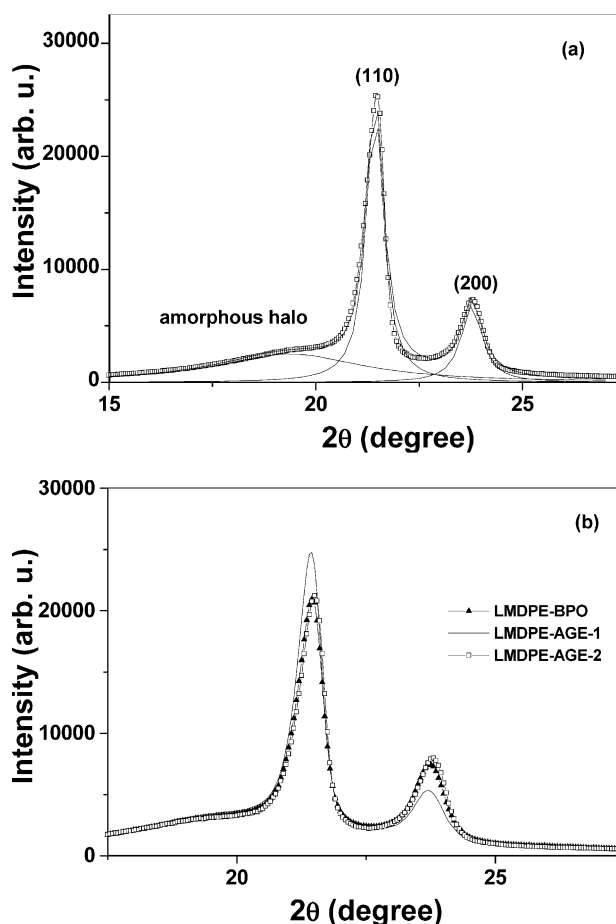 30000
(a)
(110)
20000
Intensity (arb. u.)
10000
(200)
amorphous halo
0
15
20
25
2θ (degree)
30000
(b)
20000
Intensity (arb. u.)
LMDPE-BPO
LMDPE-AGE-1
LMDPE-AGE-2
10000
0
20
25
2θ (degree)